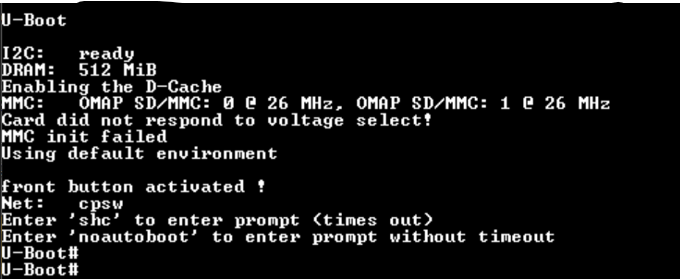 U-Boot
I2C:   ready
DRAM:  512 MiB
Enabling the D-Cache
MMC:   OMAP SD/MMC: 0 @ 26 MHz, OMAP SD/MMC: 1 @ 26 MHz
Card did not respond to voltage select!
MMC init failed
Using default environment
front button activated !
Net:   cpsw
Enter 'shc' to enter prompt (times out)
Enter 'noautoboot' to enter prompt without timeout
U-Boot#
U-Boot#